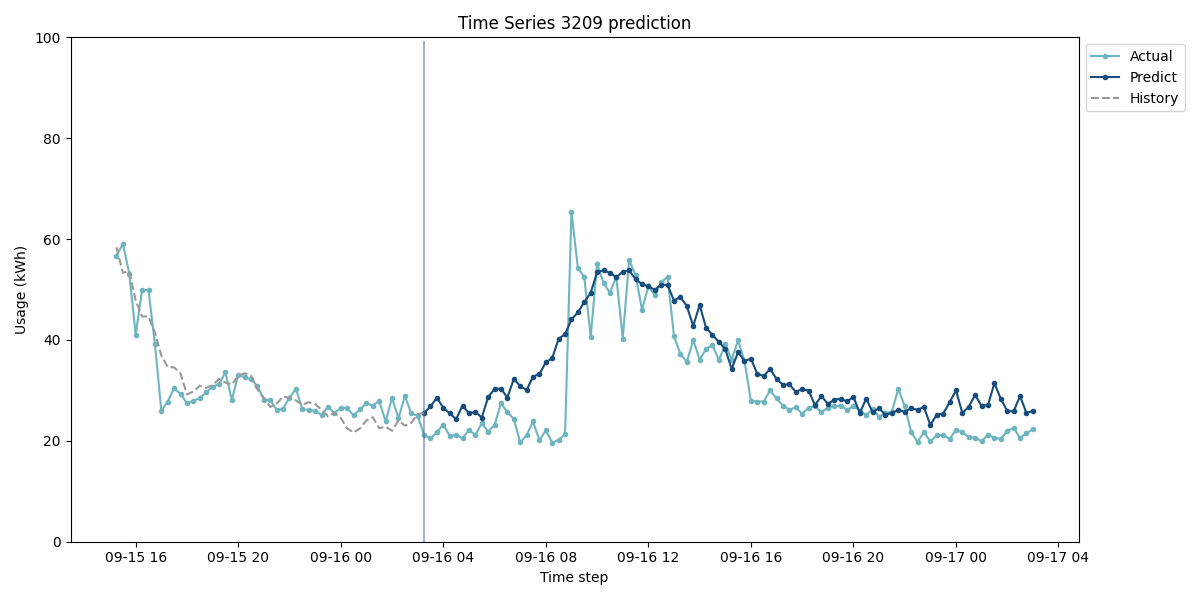 Time Series 3209 prediction
100
80
60
40
20
0
Usage (kWh)
09-15 16
09-15 20
09-16 00
09-16 04
09-16 08
09-16 12
09-16 16
09-16 20
09-17 00
09-17 04
Time step
Actual
Predict
History